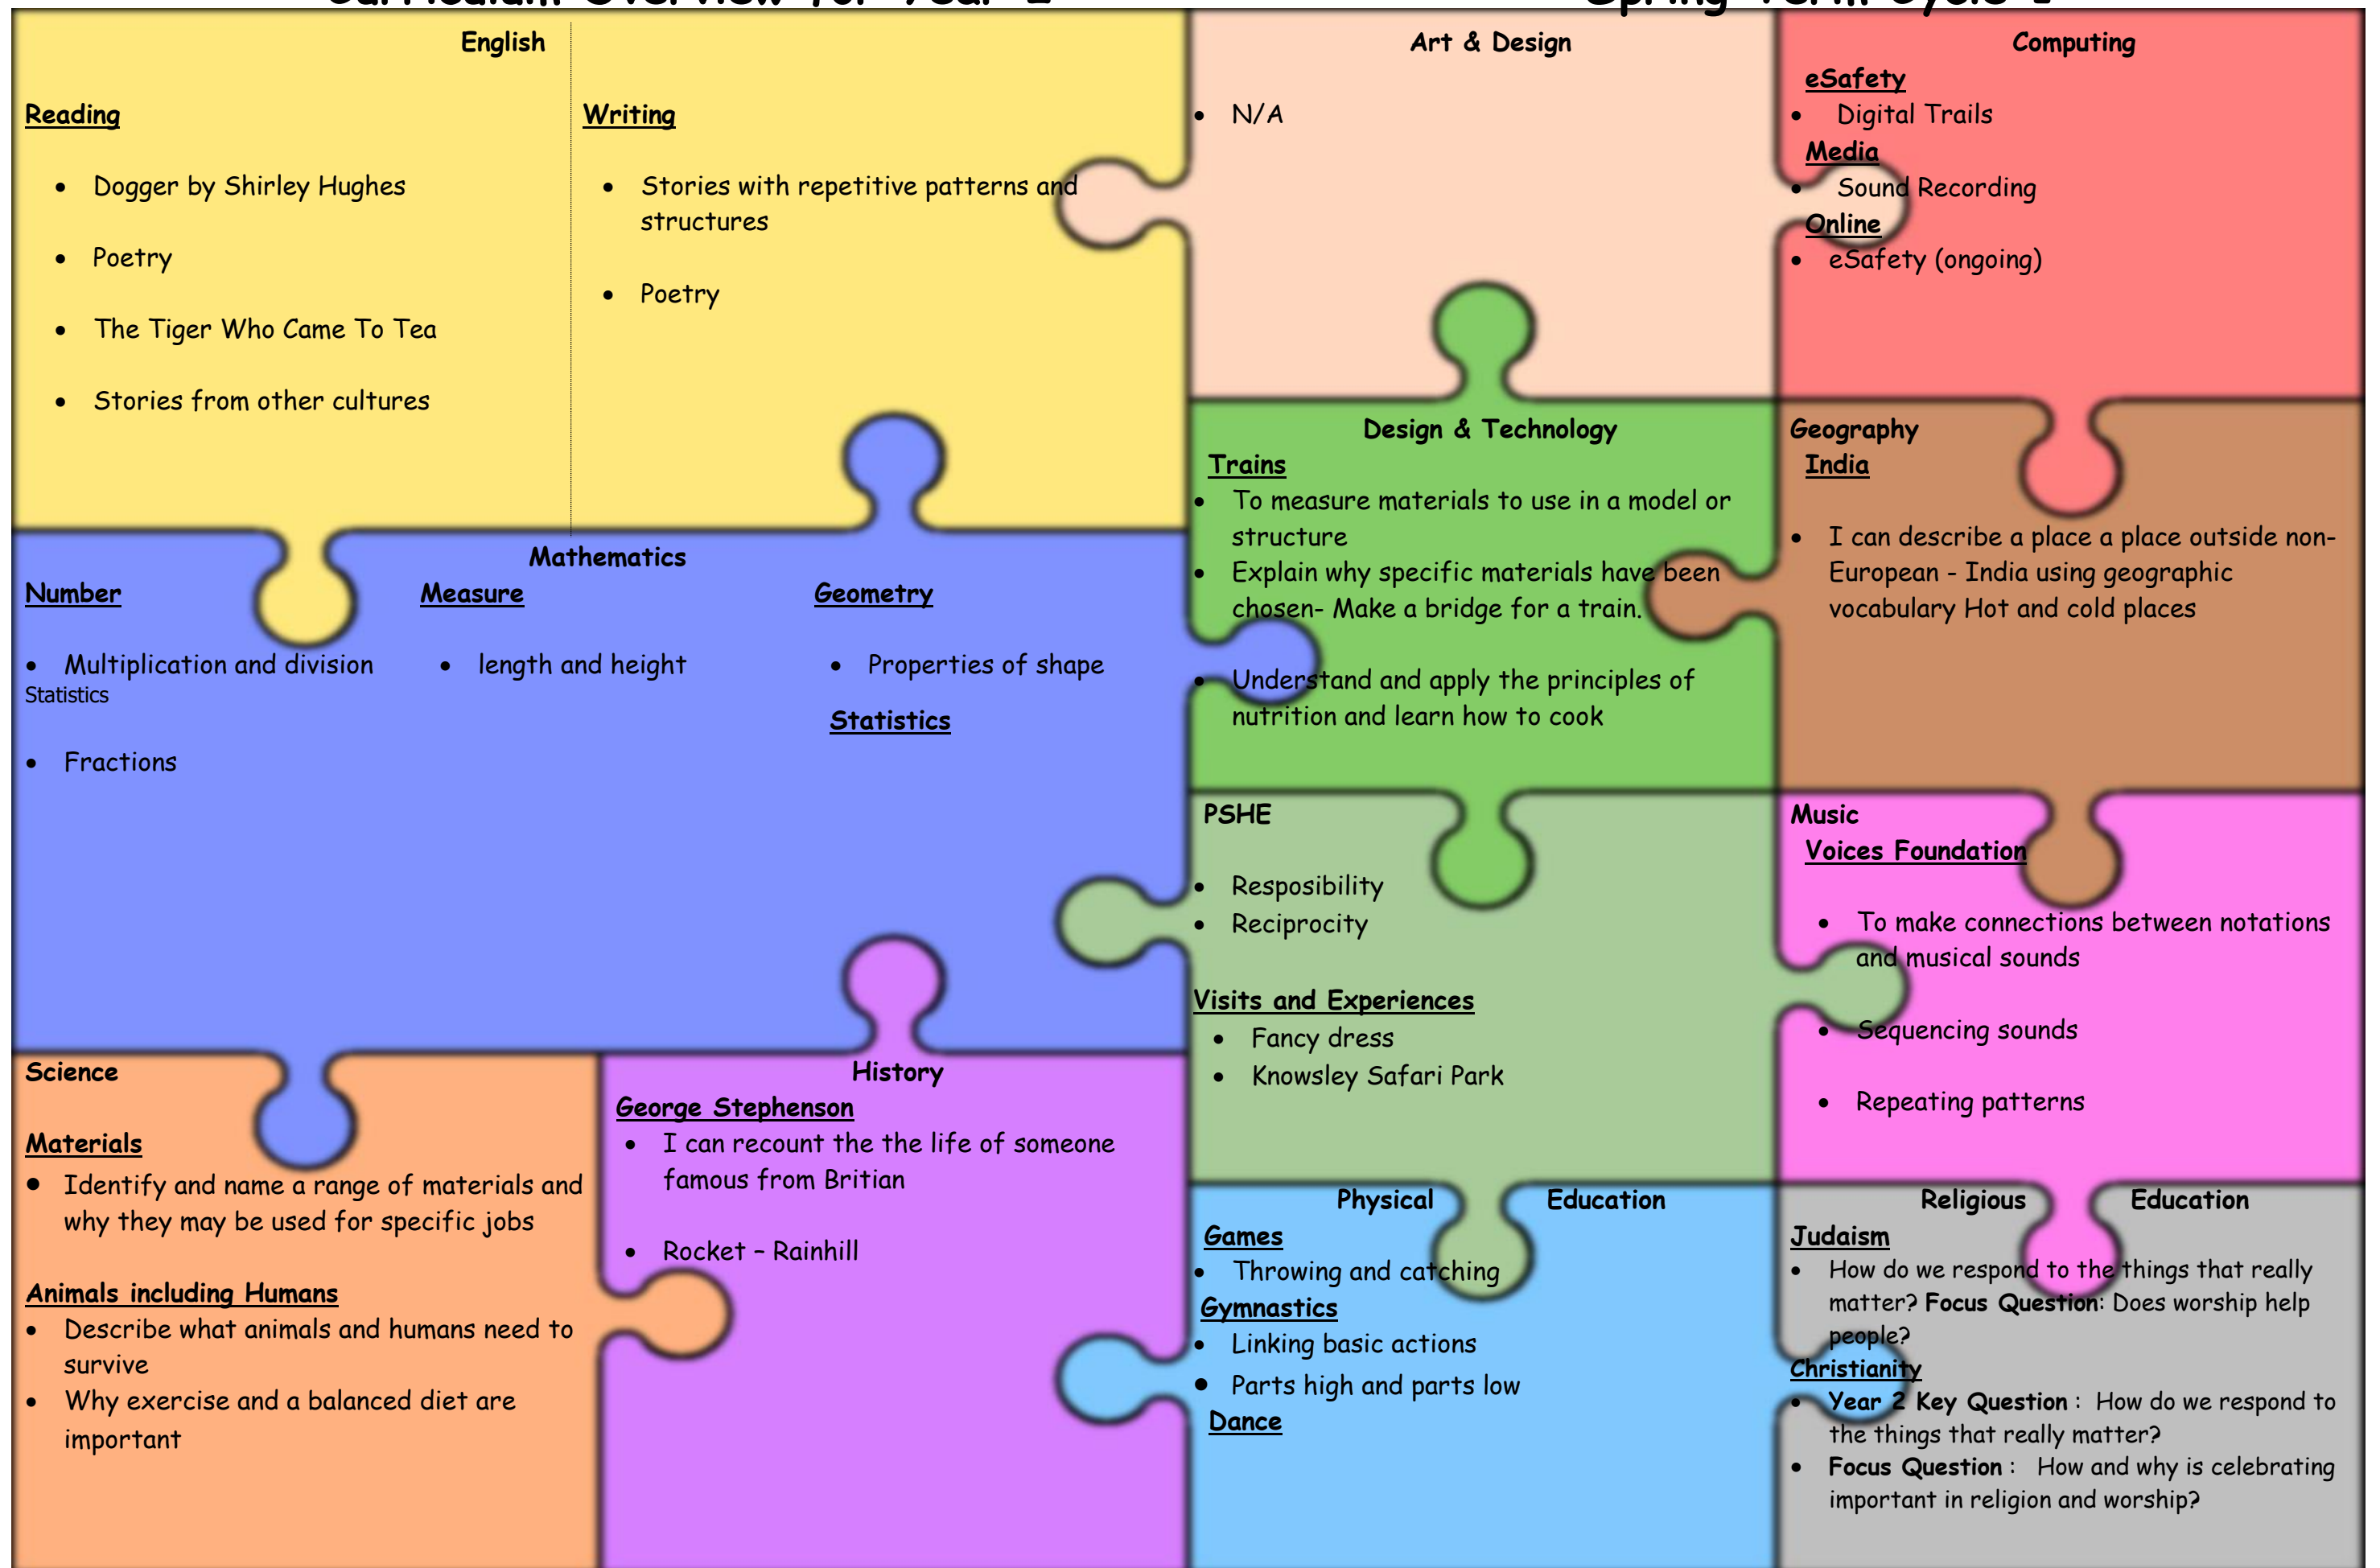 Curriculum Overview for Year 2
Spring Term Cycle
English
Reading
Dogger by Shirley Hughes
Poetry
The Tiger Who Came To Tea
Stories from other cultures
Writing
Stories with repetitive patterns and
structures
Poetry
Art & Design
N/A
Computing
eSafety
Digital Trails
Media
Sound Recording
Online
eSafety (ongoing)
Mathematics
Number
Multiplication and division
Statistics
Fractions
Measure
length and height
Geometry
Properties of shape
Statistics
Design & Technology
Trains
To measure materials to use in a model or
structure
Explain why specific materials have been
chosen- Make a bridge for a train.
Understand and apply the principles of
nutrition and learn how to cook
Geography
India
I can describe a place a place outside non-
European - India using geographic
vocabulary Hot and cold places
PSHE
Resposibility
Reciprocity
Visits and Experiences
Fancy dress
Knowsley Safari Park
Music
Voices Foundation
To make connections between notations
and musical sounds
Sequencing sounds
Repeating patterns
Science
Materials
Identify and name a range of materials and
why they may be used for specific jobs
Animals including Humans
Describe what animals and humans need to
survive
Why exercise and a balanced diet are
important
History
George Stephenson
I can recount the the life of someone
famous from Britian
Rocket – Rainhill
Physical Education
Games
Throwing and catching
Gymnastics
Linking basic actions
Parts high and parts low
Dance
Religious Education
Judaism
How do we respond to the things that really
matter? Focus Question: Does worship help
people?
Christianity
Year 2 Key Question : How do we respond to
the things that really matter?
Focus Question : How and why is celebrating
important in religion and worship?